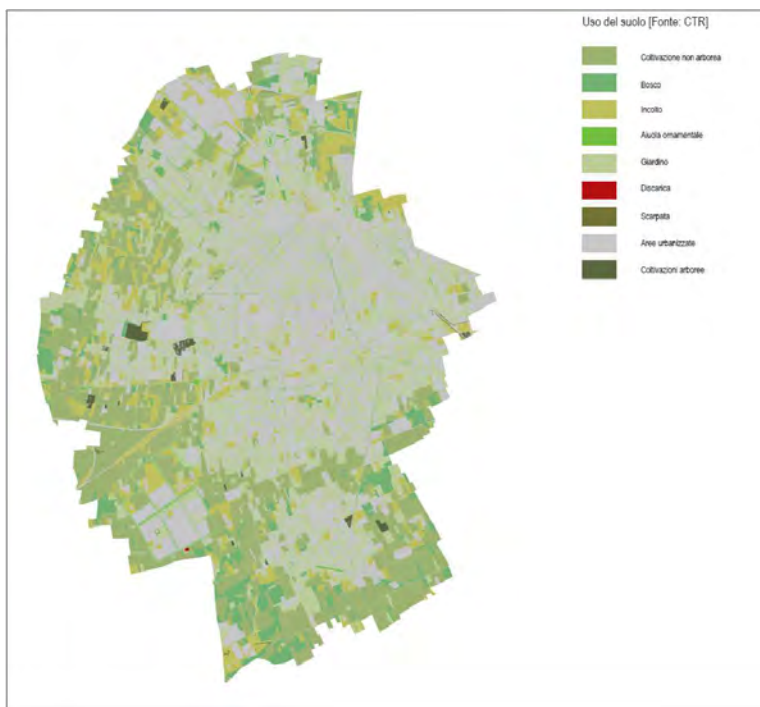 Uso del suolo [Fonte: CTR]
Coltivazione non arborea
Bosco
Incolto
Aiuola ornamentale
Giardino
Discarica
Scarpata
Aree urbanizzate
Coltivazioni arboree